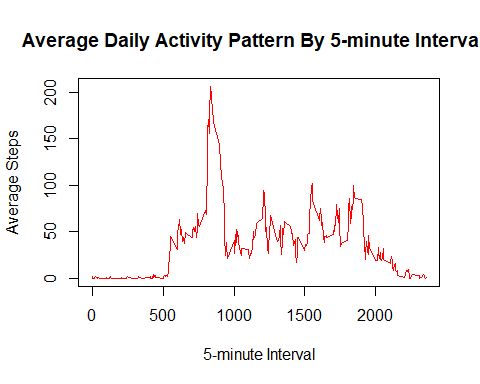 Average Daily Activity Pattern By 5-minute Interva
200
150
100
50
0
Average Steps
0 500 1000 1500 2000
5-minute Interval